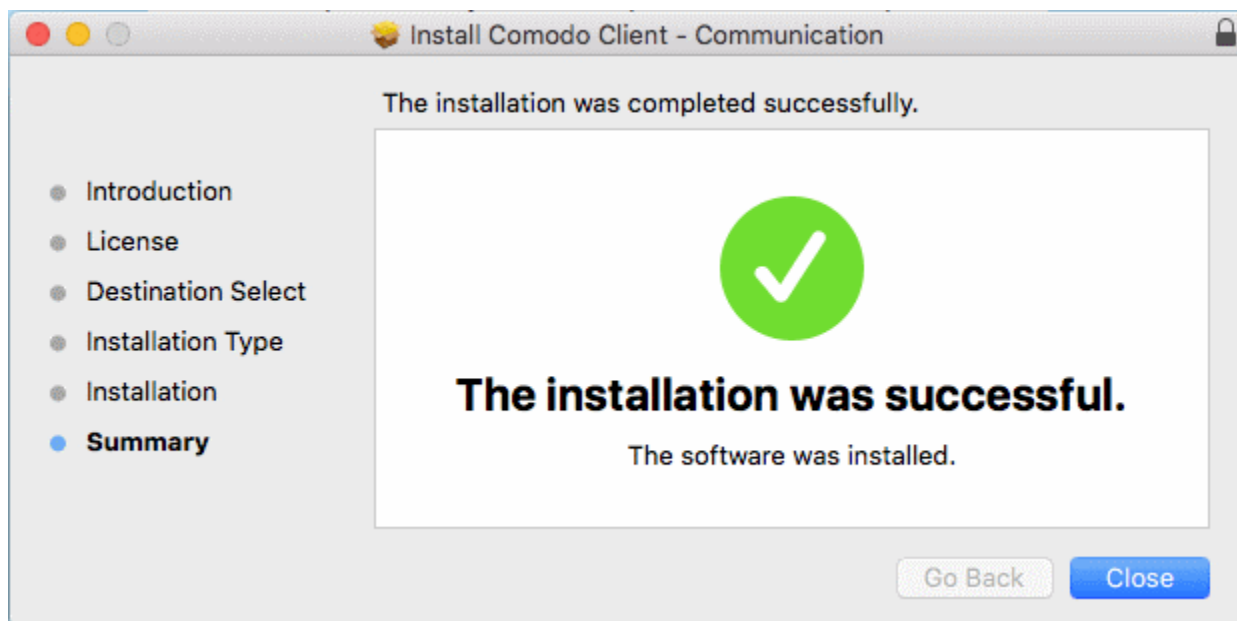 Install Comodo Client - Communication
The installation was completed successfully.
Introduction
License
Destination Select
Installation Type
Installation
Summary
The installation was successful.
The software was installed.
Go Back
Close